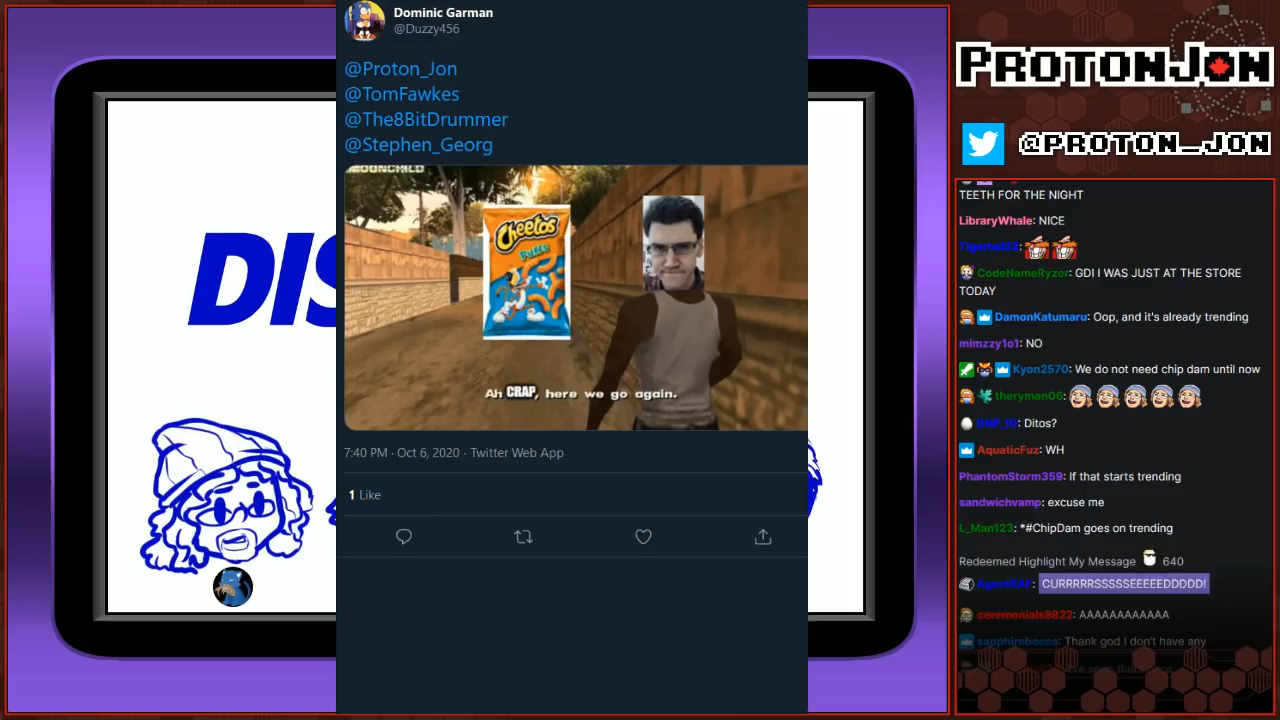 Dominic Garman
@Duzzy456
@Proton_Jon
@TomFawkes
@The8BitDrummer
@Stephen_Georg
MOONCHILD
Cheetos
Puffs
Ah CRAP, here we go again.
7:40 PM · Oct 6, 2020 · Twitter Web App
1 Like
DIS
PROTONJON
@PROTON_JON
TEETH FOR THE NIGHT
LibraryWhale: NICE
CodeNameRyzer: GDI I WAS JUST AT THE STORE
TODAY
DamonKatumaru: Oop, and it's already trending
mimzzy1o1: NO
Kyon2570: We do not need chip dam until now
theryman06:
Ditos?
AquaticFuz: WH
PhantomStorm359: If that starts trending
sandwichvamp: excuse me
L_Man123: *#ChipDam goes on trending
Redeemed Highlight My Message 640
CURRRRRSSSSSEEEEEDDDDD!
ceremonials8822: AAAAAAAAAAAA
sapphirebecca: Thank god I don't have any